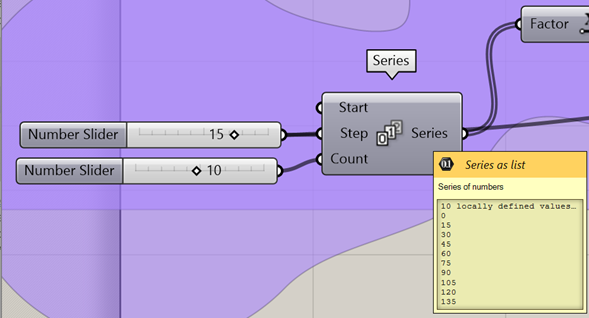 Factor
Series
Start
Number Slider 15
Step Series
Number Slider 10
Count
Series as list
Series of numbers
10 locally defined values…
0
15
30
45
60
75
90
105
120
135